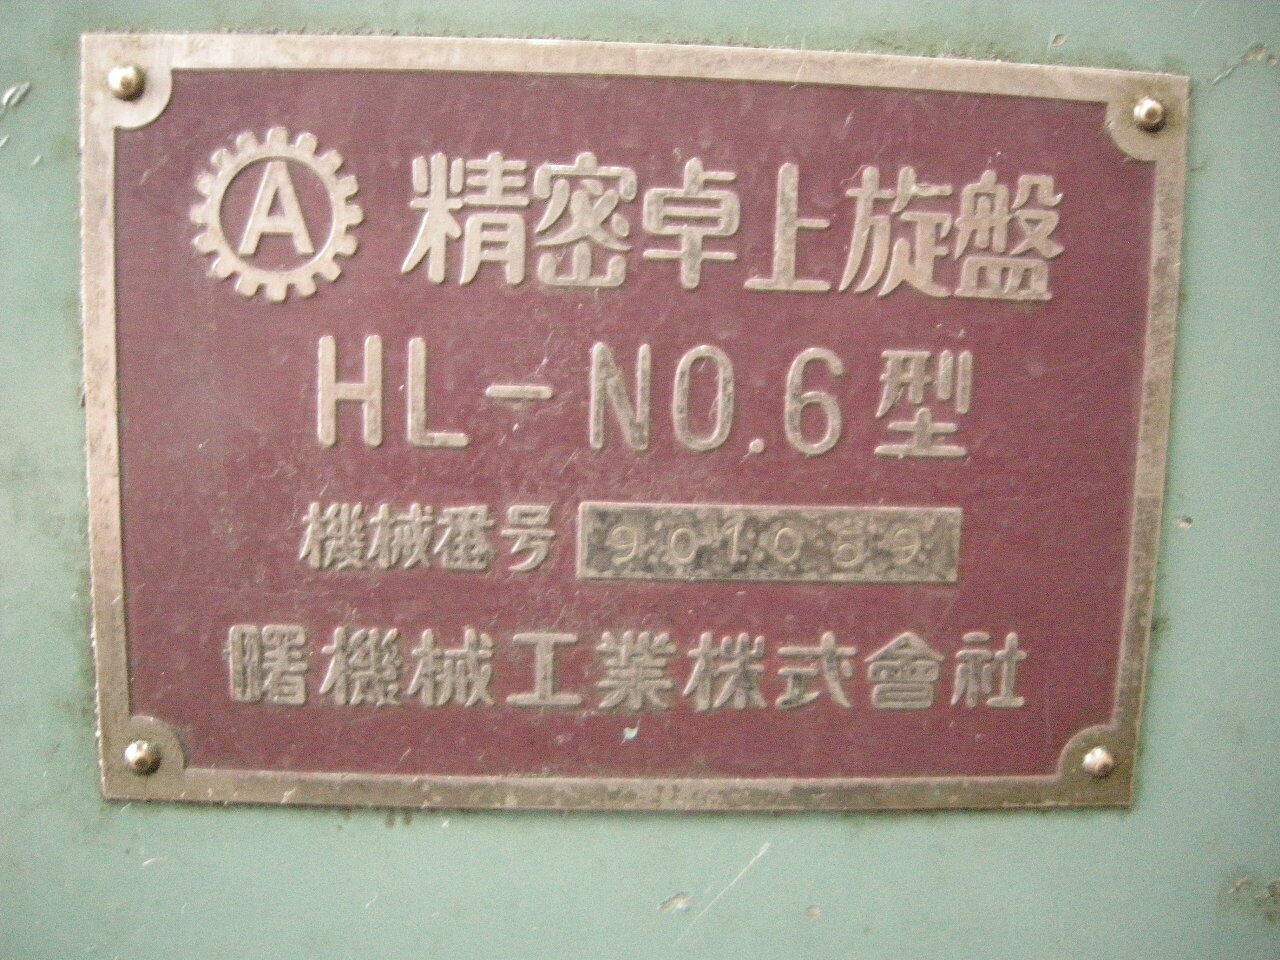 A 精密卓上旋盤
HL-NO.6型
機械番号 901059
曙機械工業株式會社